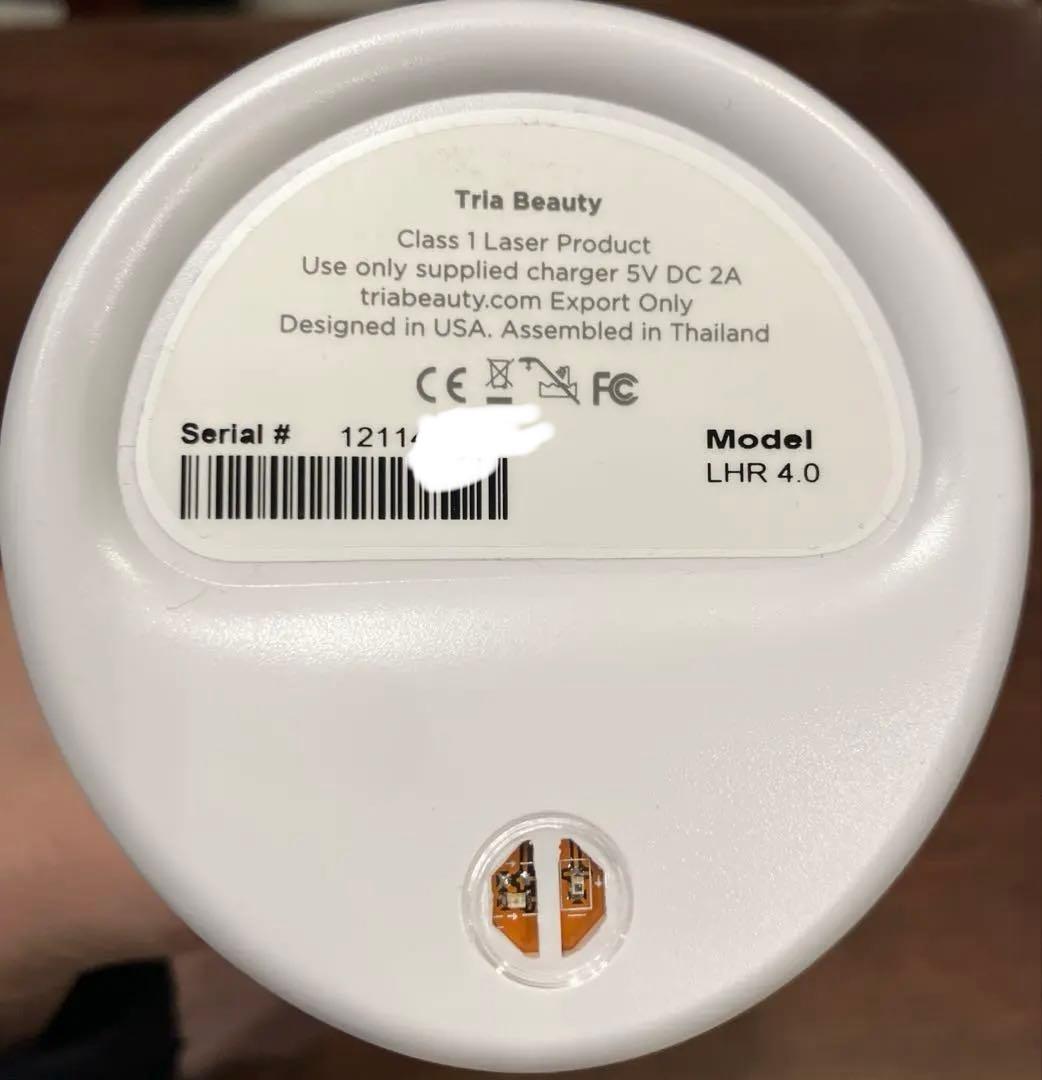 Tria Beauty
Class 1 Laser Product
Use only supplied charger 5V DC 2A
triabeauty.com Export Only
Designed in USA. Assembled in Thailand
CE FC
Serial # 12114
Model
LHR 4.0